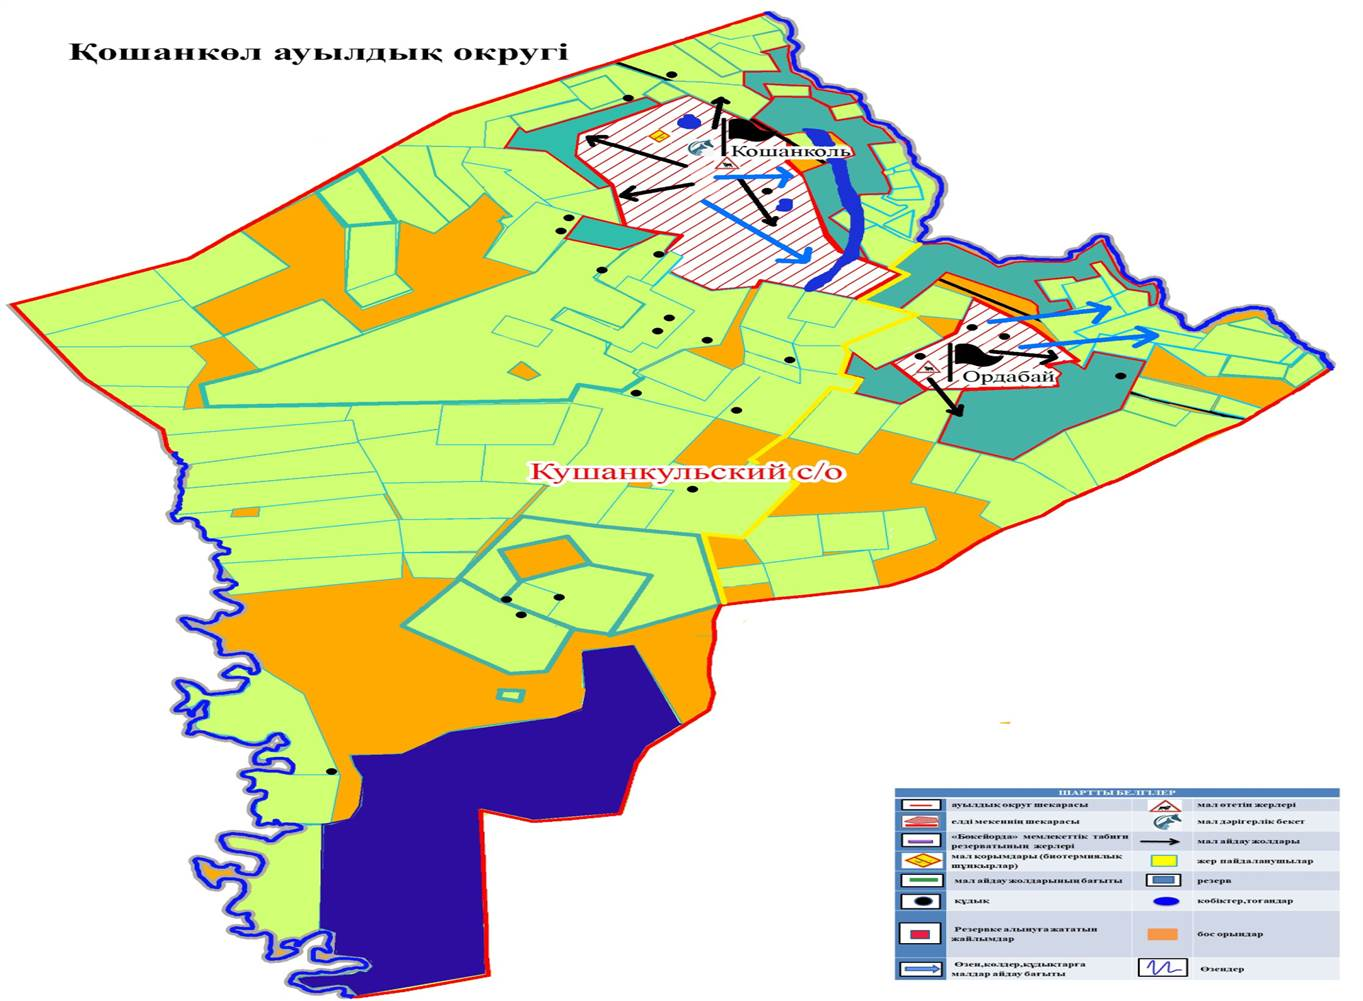 Қошанкөл ауылдық округі
Кошанколь
Ордабай
Кушанкульский с/о
ШАРТТЫ БЕЛГІЛЕР
ауылдық округ шекарасы
мал өтетін жерлері
елді мекеннің шекарасы
мал дәрігерлік бекет
«Бөкейорда» мемлекеттік табиғи
резерватының жерлері
мал айдау жолдары
мал қорымдары (биотермиялық
шұңқырлар)
жер пайдаланушылар
мал айдау жолдарының бағыты
резерв
құдық
көбіктер,тоғандар
Резервке алынуға жататын
жайлымдар
бос орындар
Өзен,көлдер,құдықтарға
малдар айдау бағыты
Өзендер